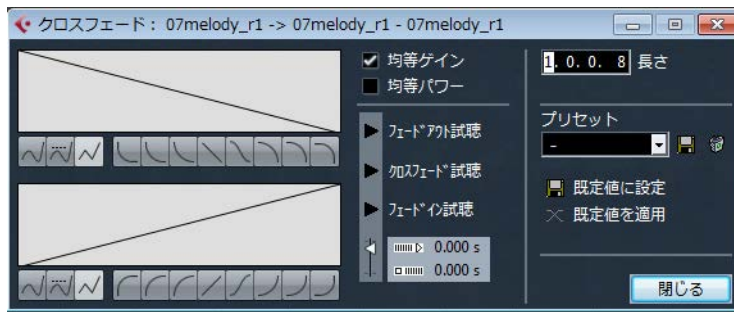 クロスフェード： 07melody_r1 -> 07melody_r1 - 07melody_r1
均等ゲイン
均等パワー
フェードアウト試聴
クロスフェード試聴
フェードイン試聴
0.000 s
0.000 s
1. 0. 0. 8 長さ
プリセット
-
既定値に設定
既定値を適用
閉じる